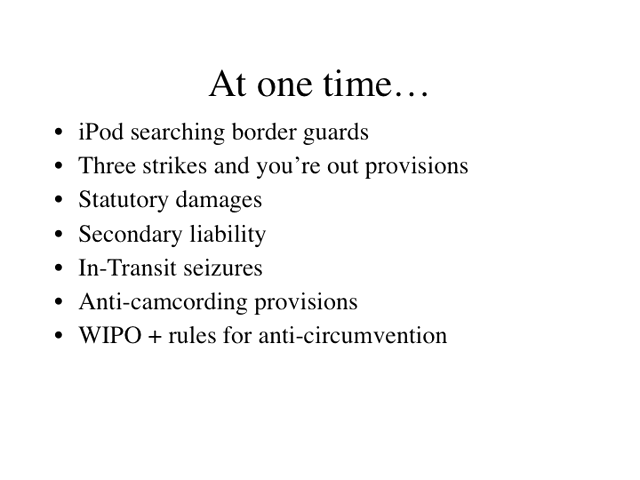 At one time…
• iPod searching border guards
• Three strikes and you’re out provisions
• Statutory damages
• Secondary liability
• In-Transit seizures
• Anti-camcording provisions
• WIPO + rules for anti-circumvention